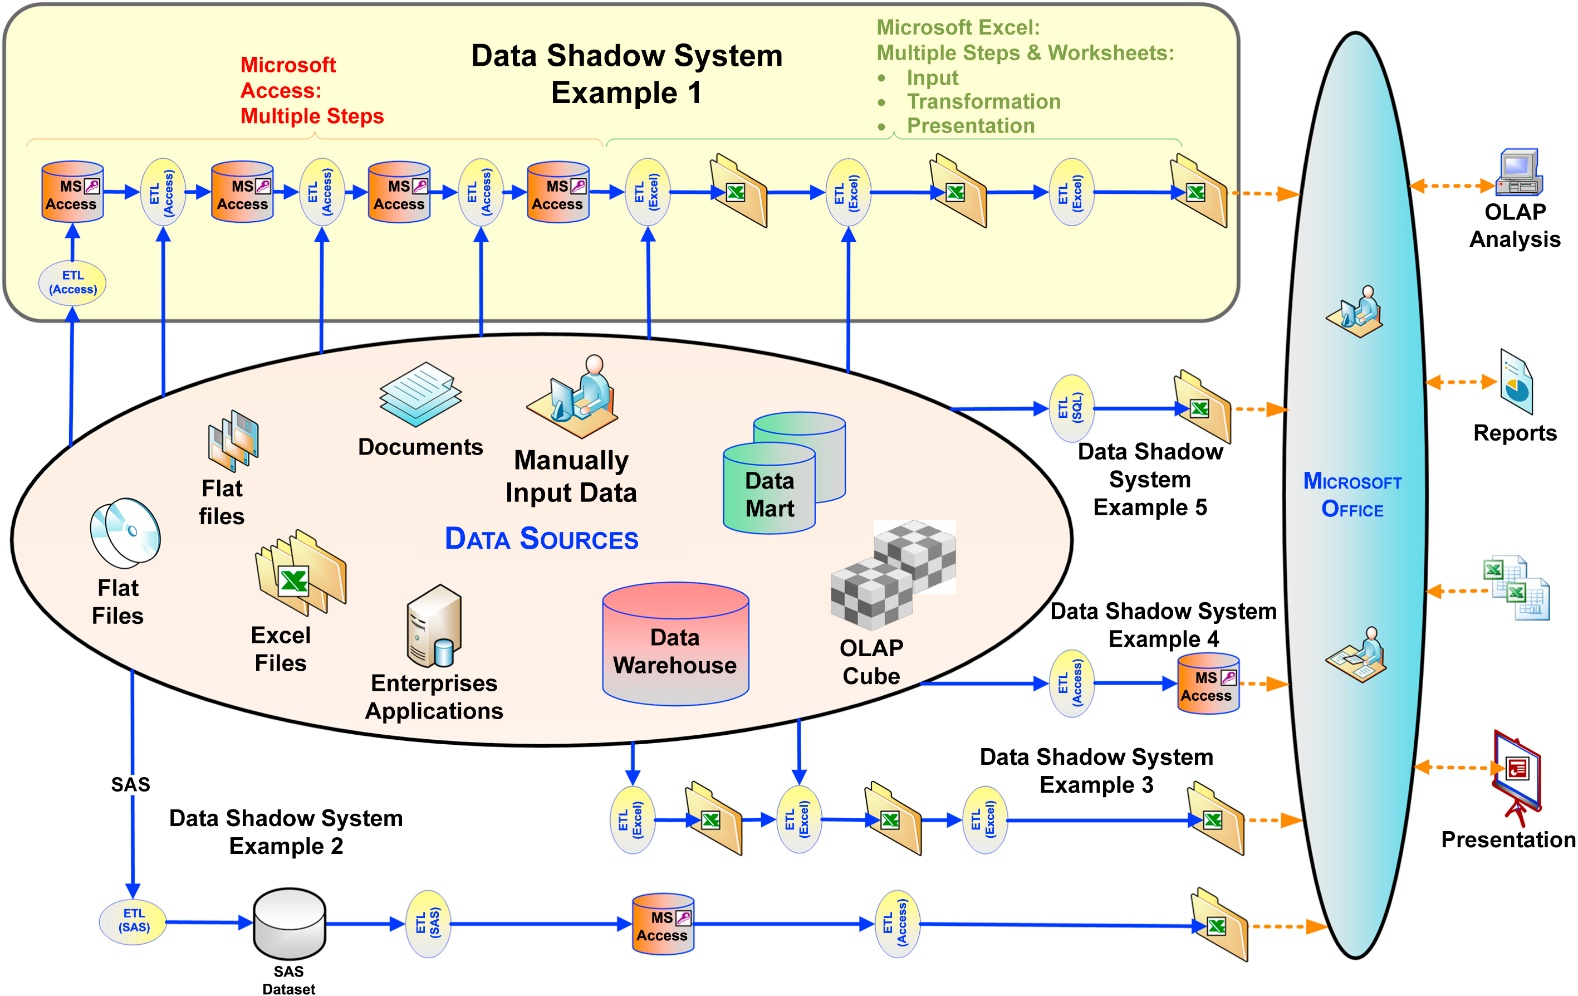 Data Shadow System
Example 1
Microsoft
Access:
Multiple Steps
Microsoft Excel:
Multiple Steps & Worksheets:
• Input
• Transformation
• Presentation
MS
Access
ETL
(Access)
MS
Access
ETL
(Access)
MS
Access
ETL
(Access)
MS
Access
ETL
(Excel)
ETL
(Excel)
ETL
(Excel)
ETL
(Access)
OLAP
Analysis
Documents
Manually
Input Data
Flat
files
Data
Mart
DATA SOURCES
Flat
Files
Excel
Files
Enterprises
Applications
Data
Warehouse
OLAP
Cube
ETL
(SQL)
Data Shadow
System
Example 5
MICROSOFT
OFFICE
Reports
Data Shadow System
Example 4
ETL
(Access)
MS
Access
Data Shadow System
Example 3
ETL
(Excel)
ETL
(Excel)
ETL
(Excel)
Presentation
SAS
Data Shadow System
Example 2
ETL
(SAS)
SAS
Dataset
ETL
(SAS)
MS
Access
ETL
(Access)